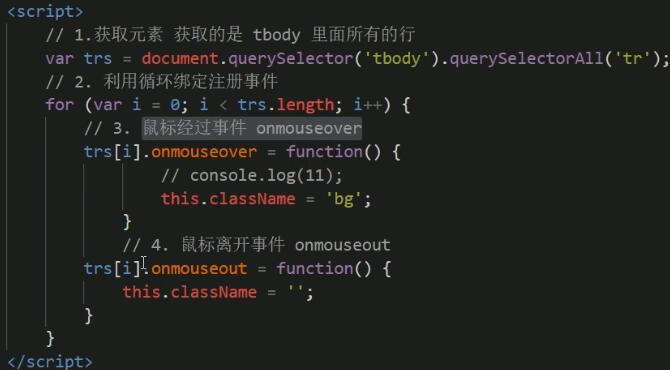 <script>
// 1.获取元素 获取的是 tbody 里面所有的行
var trs = document.querySelector('tbody').querySelectorAll('tr');
// 2. 利用循环绑定注册事件
for (var i = 0; i < trs.length; i++) {
// 3. 鼠标经过事件 onmouseover
trs[i].onmouseover = function() {
// console.log(11);
this.className = 'bg';
}
// 4. 鼠标离开事件 onmouseout
trs[i].onmouseout = function() {
this.className = '';
}
}
</script>